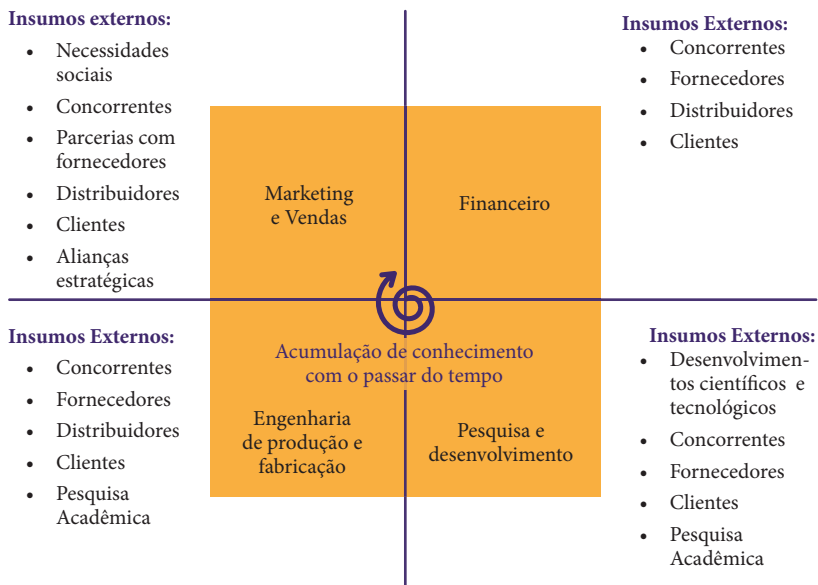 Insumos externos:
• Necessidades
sociais
• Concorrentes
• Parcerias com
fornecedores
• Distribuidores
• Clientes
• Alianças
estratégicas
Insumos Externos:
• Concorrentes
• Fornecedores
• Distribuidores
• Clientes
Marketing
e Vendas
Financeiro
Acumulação de conhecimento
com o passar do tempo
Engenharia
de produção e
fabricação
Pesquisa e
desenvolvimento
Insumos Externos:
• Concorrentes
• Fornecedores
• Distribuidores
• Clientes
• Pesquisa
Acadêmica
Insumos Externos:
• Desenvolvimen-
tos científicos e
tecnológicos
• Concorrentes
• Fornecedores
• Clientes
• Pesquisa
Acadêmica